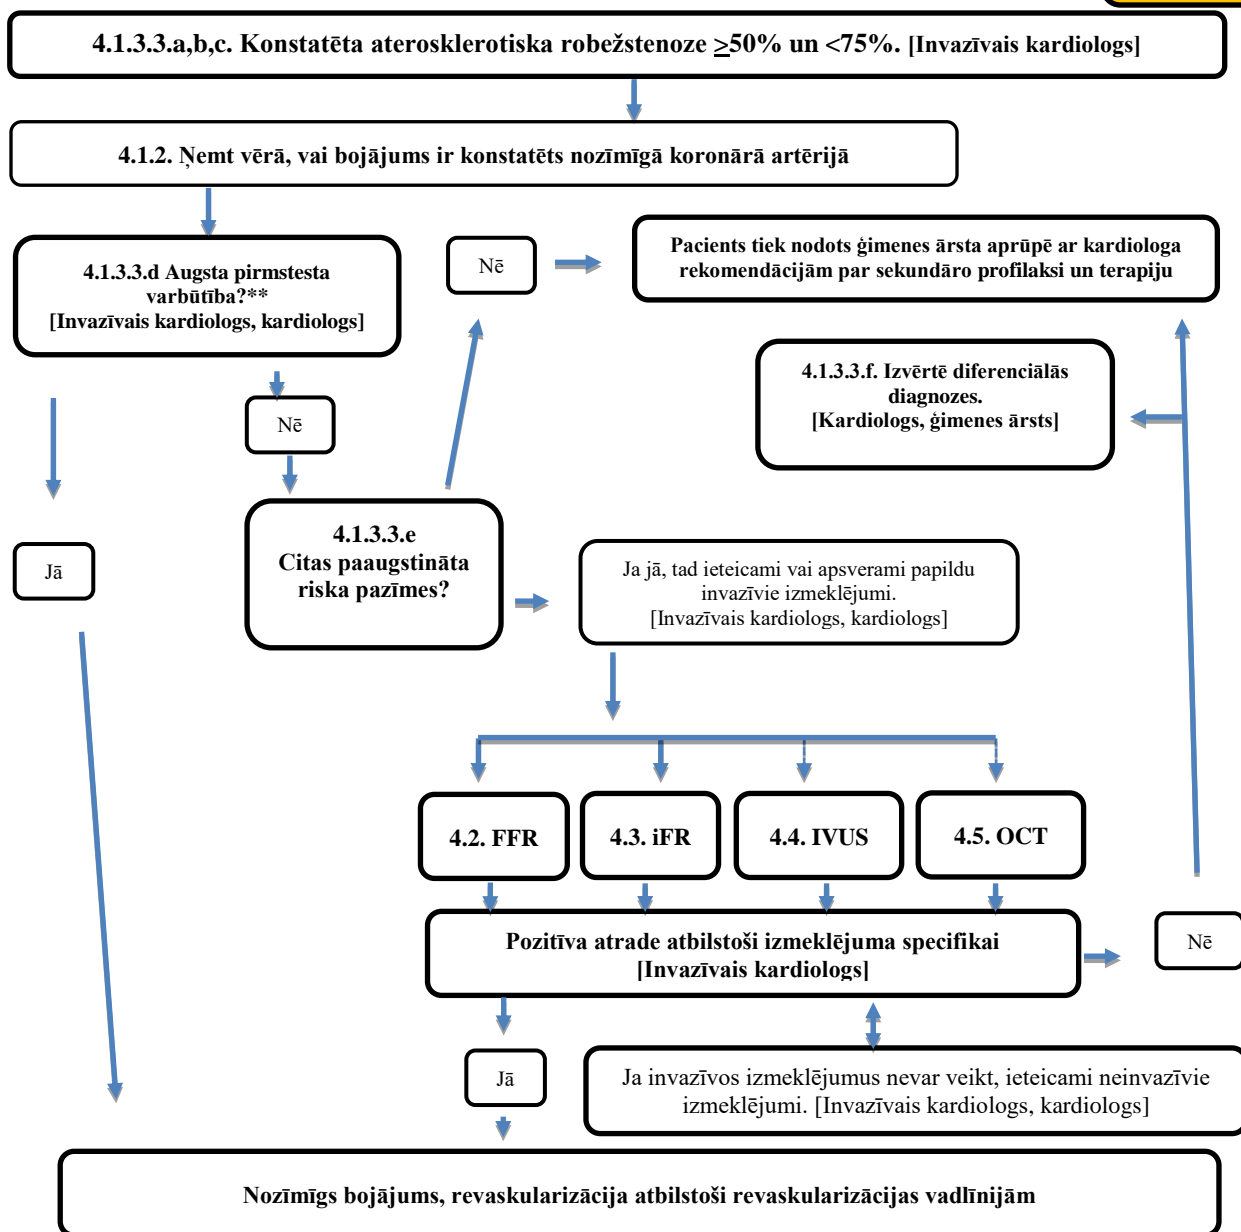 4.1.3.3.a,b,c. Konstatēta aterosklerotiska robežstenoze ≥50% un <75%. [Invazīvais kardiologs]
4.1.2. Ņemt vērā, vai bojājums ir konstatēts nozīmīgā koronārā artērijā
4.1.3.3.d Augsta pirmstesta
varbūtība?**
[Invazīvais kardiologs, kardiologs]
Nē
Pacients tiek nodots ģimenes ārsta aprūpē ar kardiologa
rekomendācijām par sekundāro profilaksi un terapiju
4.1.3.3.f. Izvērtē diferenciālās
diagnozes.
[Kardiologs, ģimenes ārsts]
Nē
Jā
4.1.3.3.e
Citas paaugstināta
riska pazīmes?
Ja jā, tad ieteicami vai apsverami papildu
invazīvie izmeklējumi.
[Invazīvais kardiologs, kardiologs]
4.2. FFR
4.3. iFR
4.4. IVUS
4.5. OCT
Pozitīva atrade atbilstoši izmeklējuma specifikai
[Invazīvais kardiologs]
Nē
Jā
Ja invazīvos izmeklējumus nevar veikt, ieteicami neinvazīvie
izmeklējumi. [Invazīvais kardiologs, kardiologs]
Nozīmīgs bojājums, revaskularizācija atbilstoši revaskularizācijas vadlīnijām